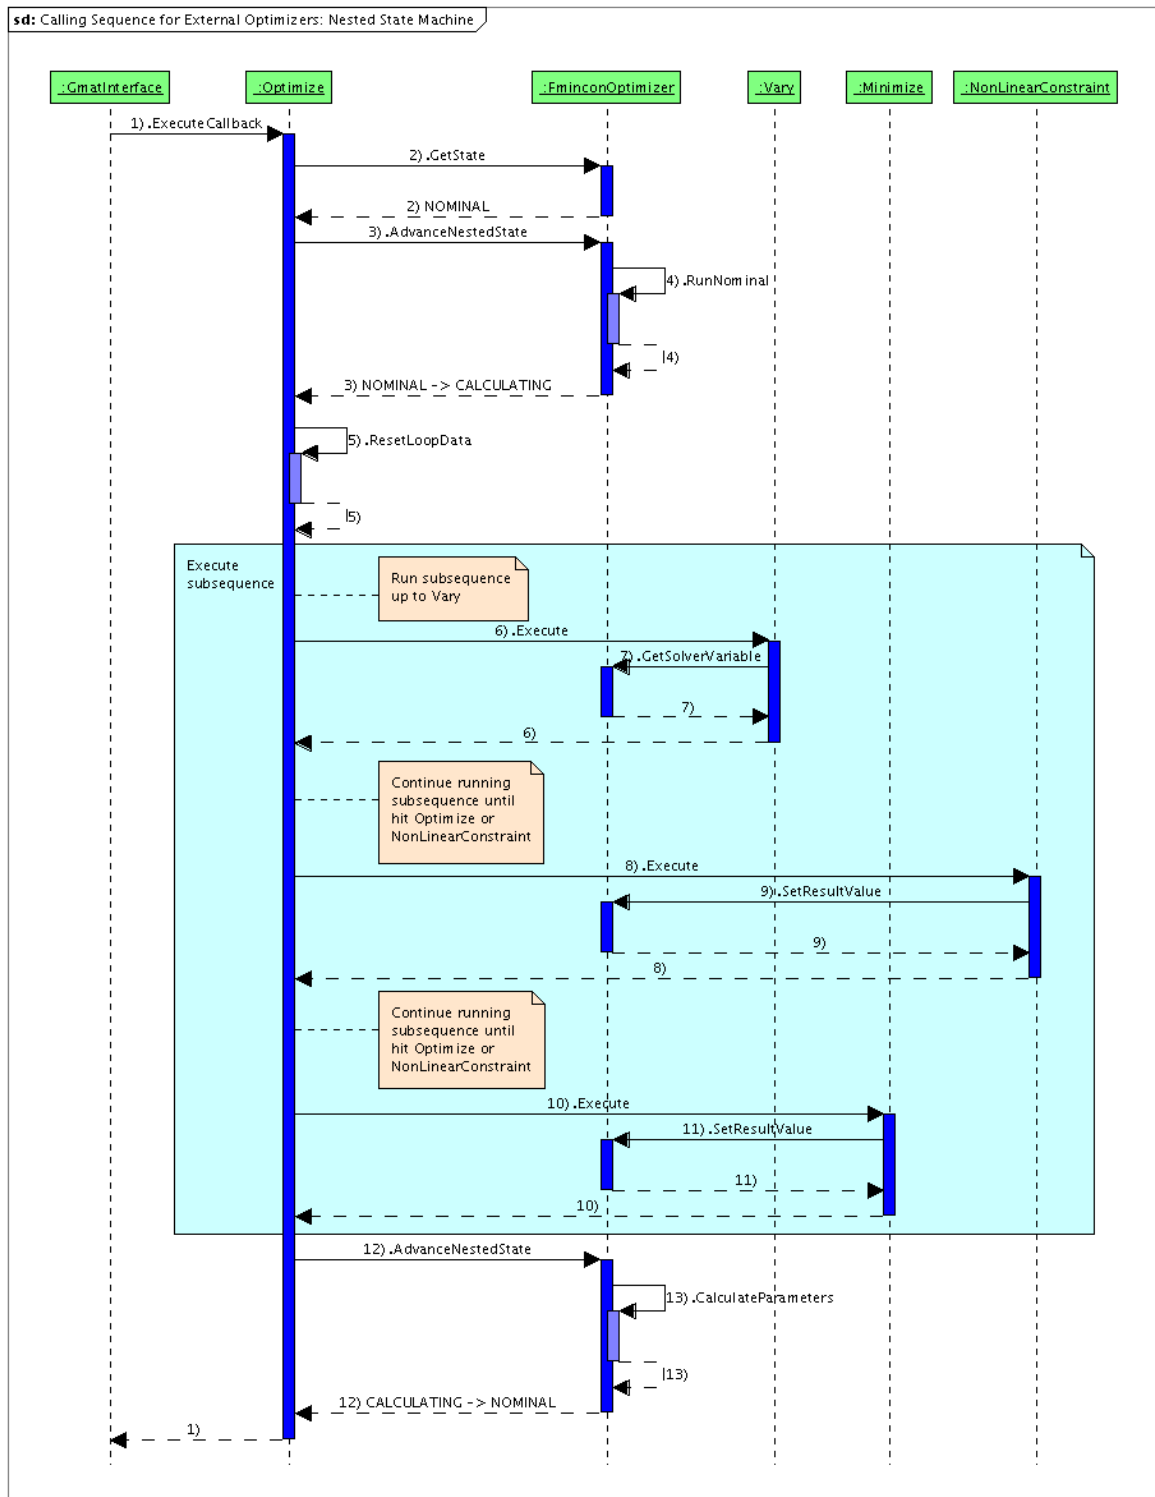 sd: Calling Sequence for External Optimizers: Nested State Machine
:GmatInterface
:Optimize
:FminconOptimizer
:Vary
:Minimize
:NonLinearConstraint
1).ExecuteCallback
2).GetState
2) NOMINAL
3).AdvanceNestedState
4).RunNominal
4)
3) NOMINAL -> CALCULATING
5).ResetLoopData
5)
Execute
subsequence
Run subsequence
up to Vary
6).Execute
7).GetSolverVariable
7)
6)
Continue running
subsequence until
hit Optimize or
NonLinearConstraint
8).Execute
9).SetResultValue
9)
8)
Continue running
subsequence until
hit Optimize or
NonLinearConstraint
10).Execute
11).SetResultValue
11)
10)
12).AdvanceNestedState
13).CalculateParameters
13)
12) CALCULATING -> NOMINAL
1)